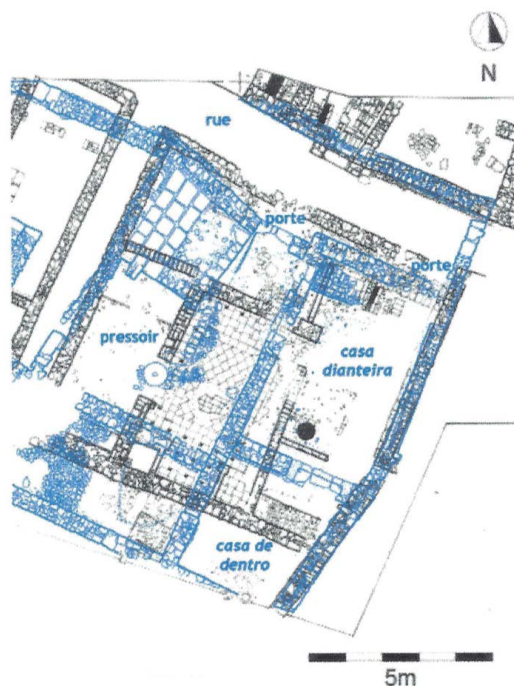 N
rue
porte
porte
pressoir
casa
dianteira
casa de
dentro
5m